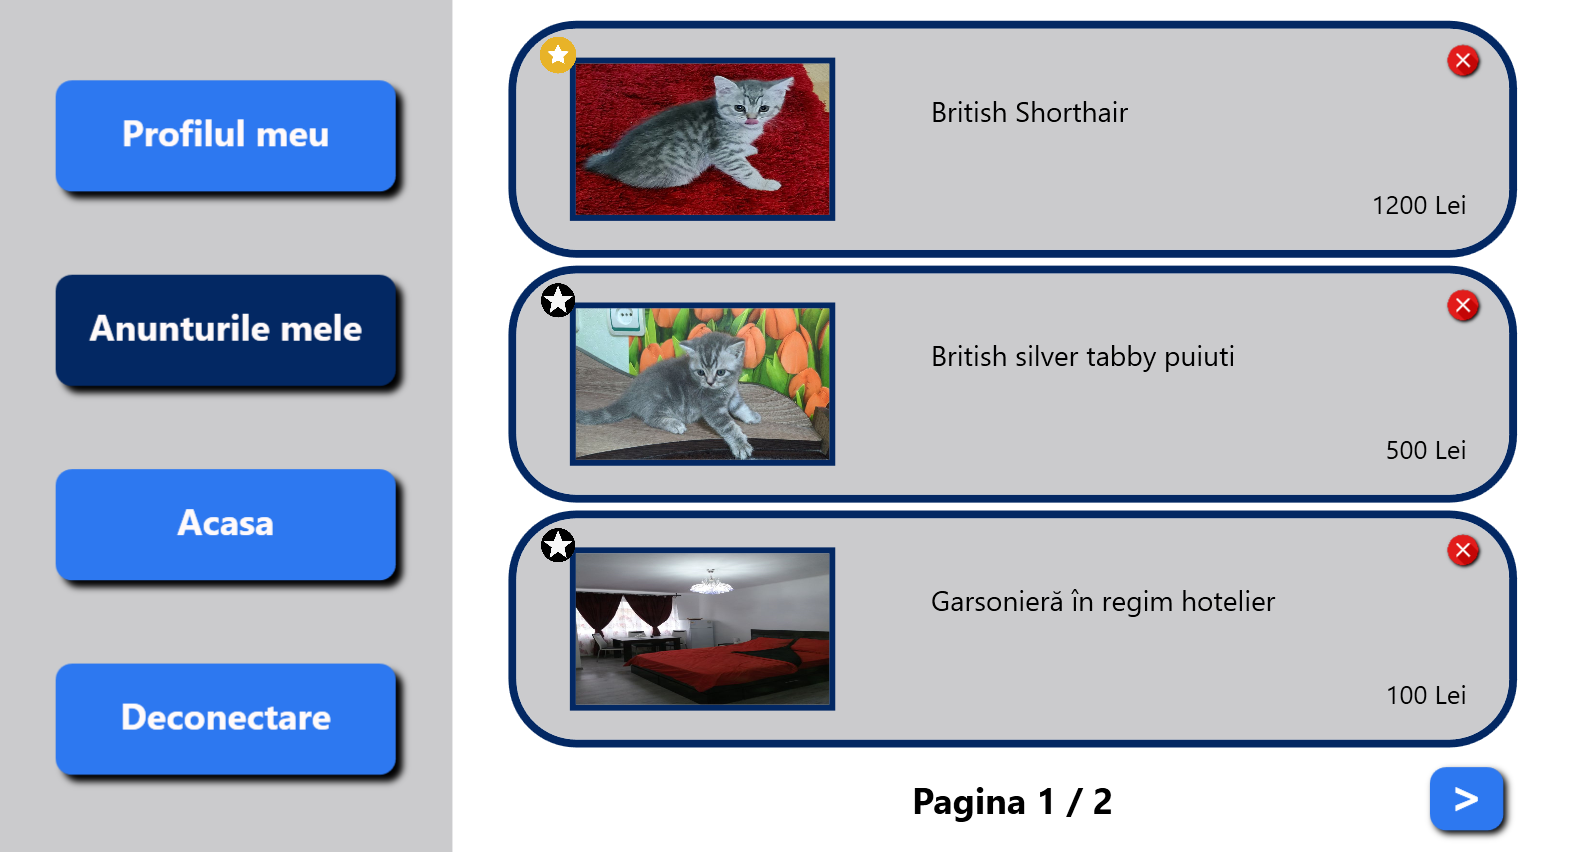 Profilul meu
Anunturile mele
Acasa
Deconectare
British Shorthair
1200 Lei
British silver tabby puiuti
500 Lei
Garsonieră în regim hotelier
100 Lei
Pagina 1 / 2
>